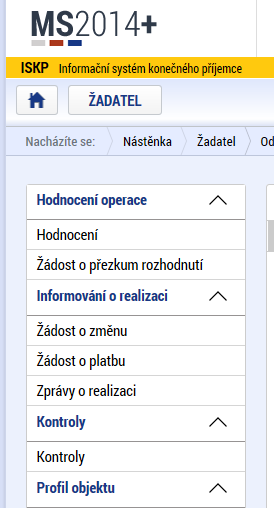 MS2014+
ISKP Informační systém konečného příjemce
ŽADATEL
Nacházíte se: Nástěnka Žadatel
Hodnocení operace
Hodnocení
Žádost o přezkum rozhodnutí
Informování o realizaci
Žádost o změnu
Žádost o platbu
Zprávy o realizaci
Kontroly
Kontroly
Profil objektu